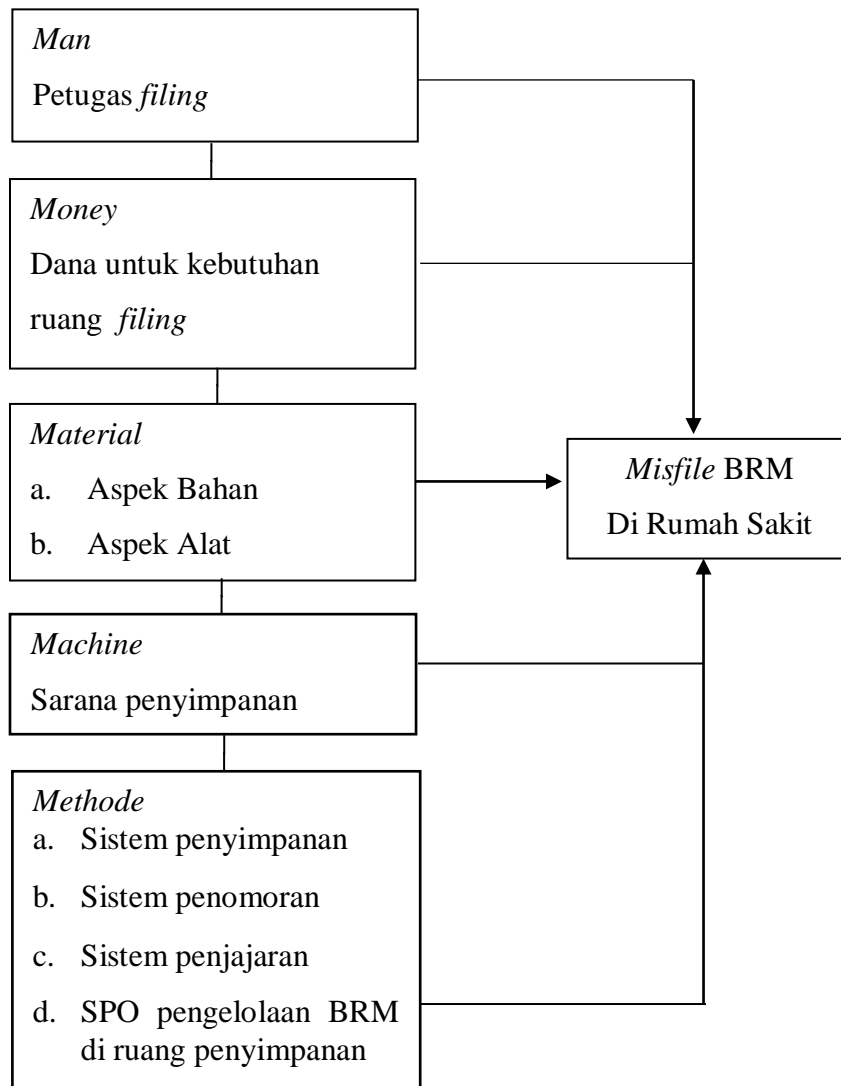 Man
Petugas filing
Money
Dana untuk kebutuhan
ruang filing
Material
a. Aspek Bahan
b. Aspek Alat
Misfile BRM
Di Rumah Sakit
Machine
Sarana penyimpanan
Methode
a. Sistem penyimpanan
b. Sistem penomoran
c. Sistem penjajaran
d. SPO pengelolaan BRM
di ruang penyimpanan